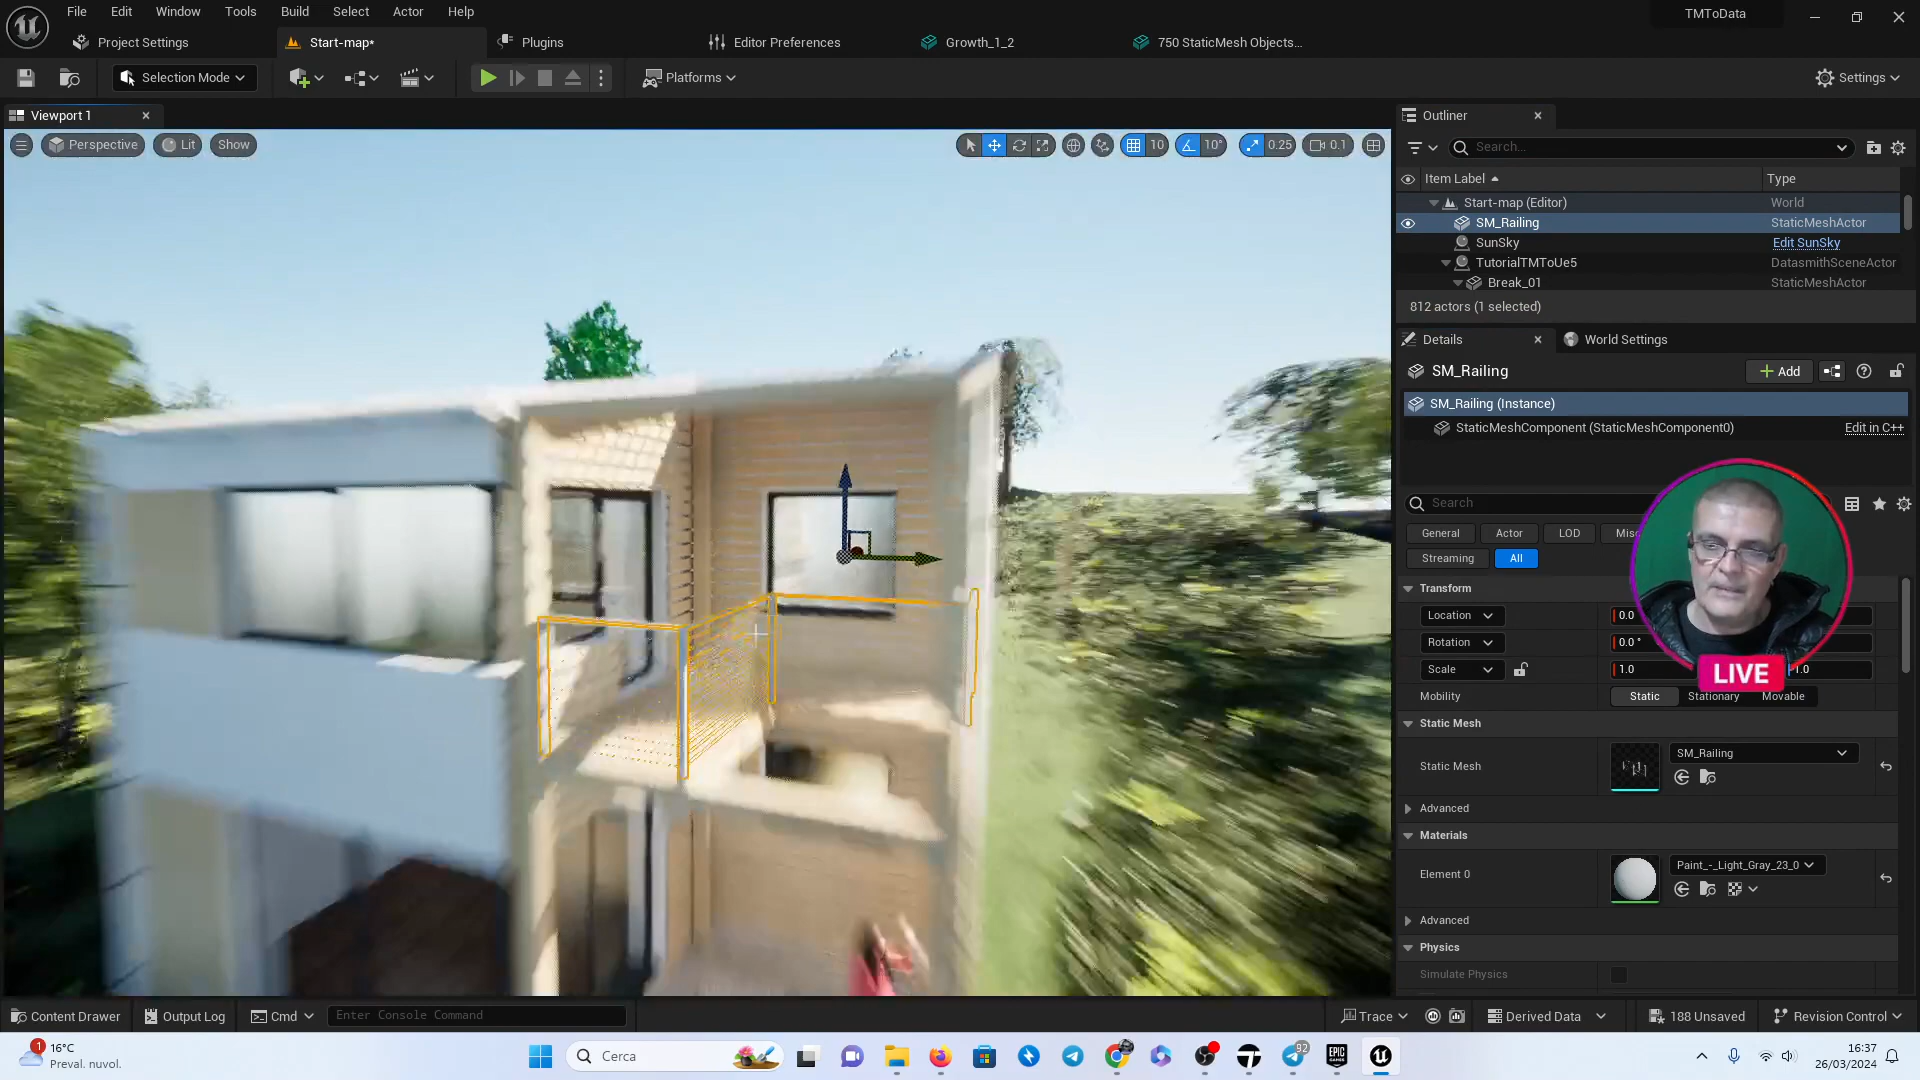 File Edit Window Tools Build Select Actor Help
TMToData
Project Settings
Start-map*
Plugins
Editor Preferences
Growth_1_2
750 StaticMesh Objects...
Selection Mode
Platforms
Settings
Viewport 1
Perspective
Lit
Show
10
10°
0.25
0.1
Outliner
Search...
Item Label
Type
Start-map (Editor)
World
SM_Railing
StaticMeshActor
SunSky
Edit SunSky
TutorialTMToUe5
DatasmithSceneActor
Break_01
StaticMeshActor
812 actors (1 selected)
Details
World Settings
SM_Railing
Add
SM_Railing (Instance)
StaticMeshComponent (StaticMeshComponent0)
Edit in C++
Search
General
Actor
LOD
Streaming
All
Transform
Location
0.0
Rotation
0.0 °
Scale
1.0
1.0
LIVE
Mobility
Static
Stationary
Movable
Static Mesh
Static Mesh
SM_Railing
Advanced
Materials
Element 0
Paint_-_Light_Gray_23_0
Advanced
Physics
Simulate Physics
Content Drawer
Output Log
Cmd
Enter Console Command
Trace
Derived Data
188 Unsaved
Revision Control
1
16°C
Preval. nuvol.
Cerca
92
EPIC GAMES
16:37
26/03/2024